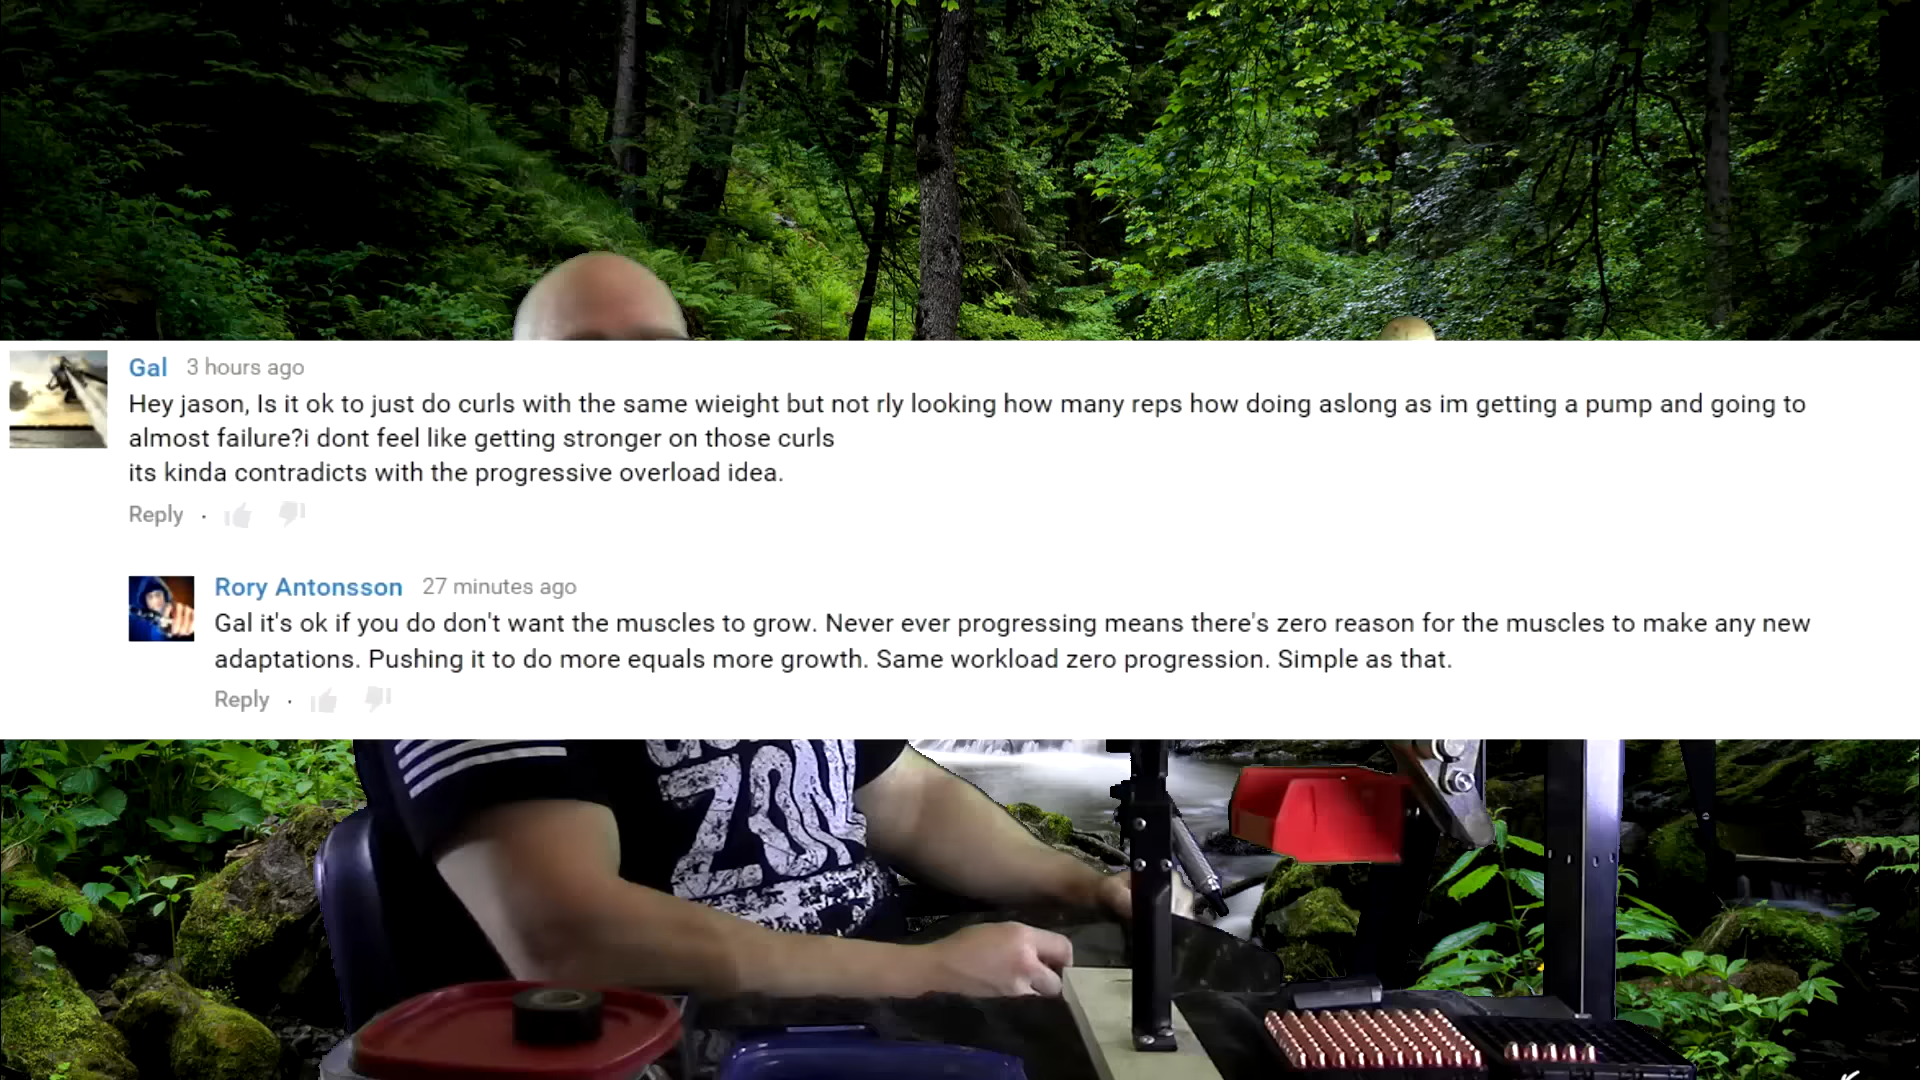 Gal 3 hours ago
Hey jason, Is it ok to just do curls with the same wieight but not rly looking how many reps how doing aslong as im getting a pump and going to
almost failure?i dont feel like getting stronger on those curls
its kinda contradicts with the progressive overload idea.
Reply ·
Rory Antonsson 27 minutes ago
Gal it's ok if you do don't want the muscles to grow. Never ever progressing means there's zero reason for the muscles to make any new
adaptations. Pushing it to do more equals more growth. Same workload zero progression. Simple as that.
Reply ·
ZON